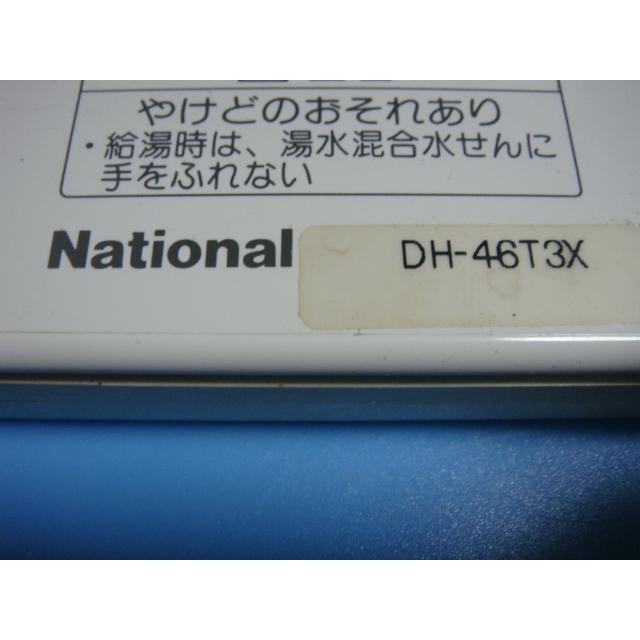 やけどのおそれあり
・給湯時は、湯水混合水せんに
手をふれない
National
DH-46T3X